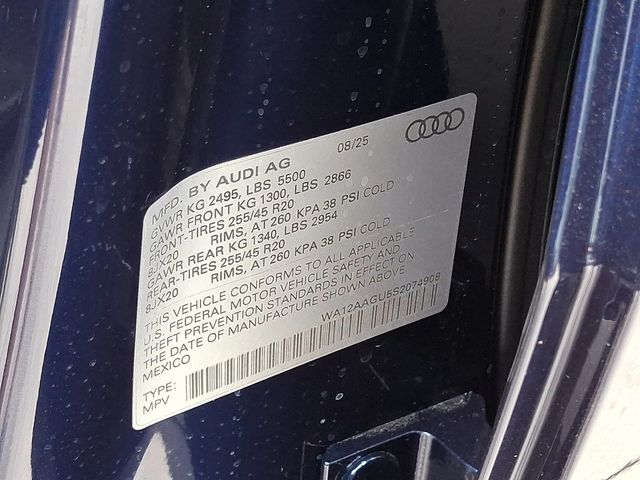 MFD. BY AUDI AG 08/25
GVWR KG 2495, LBS 5500
GAWR FRONT KG 1300, LBS 2866
FRONT-TIRES 255/45 R20
8JX20 RIMS, AT 260 KPA 38 PSI COLD
GAWR REAR KG 1340, LBS 2954
REAR-TIRES 255/45 R20
8JX20 RIMS, AT 260 KPA 38 PSI COLD
THIS VEHICLE CONFORMS TO ALL APPLICABLE
U.S. FEDERAL MOTOR VEHICLE SAFETY AND
THEFT PREVENTION STANDARDS IN EFFECT ON
THE DATE OF MANUFACTURE SHOWN ABOVE
MEXICO WA12AAGU5S2074908
TYPE:
MPV